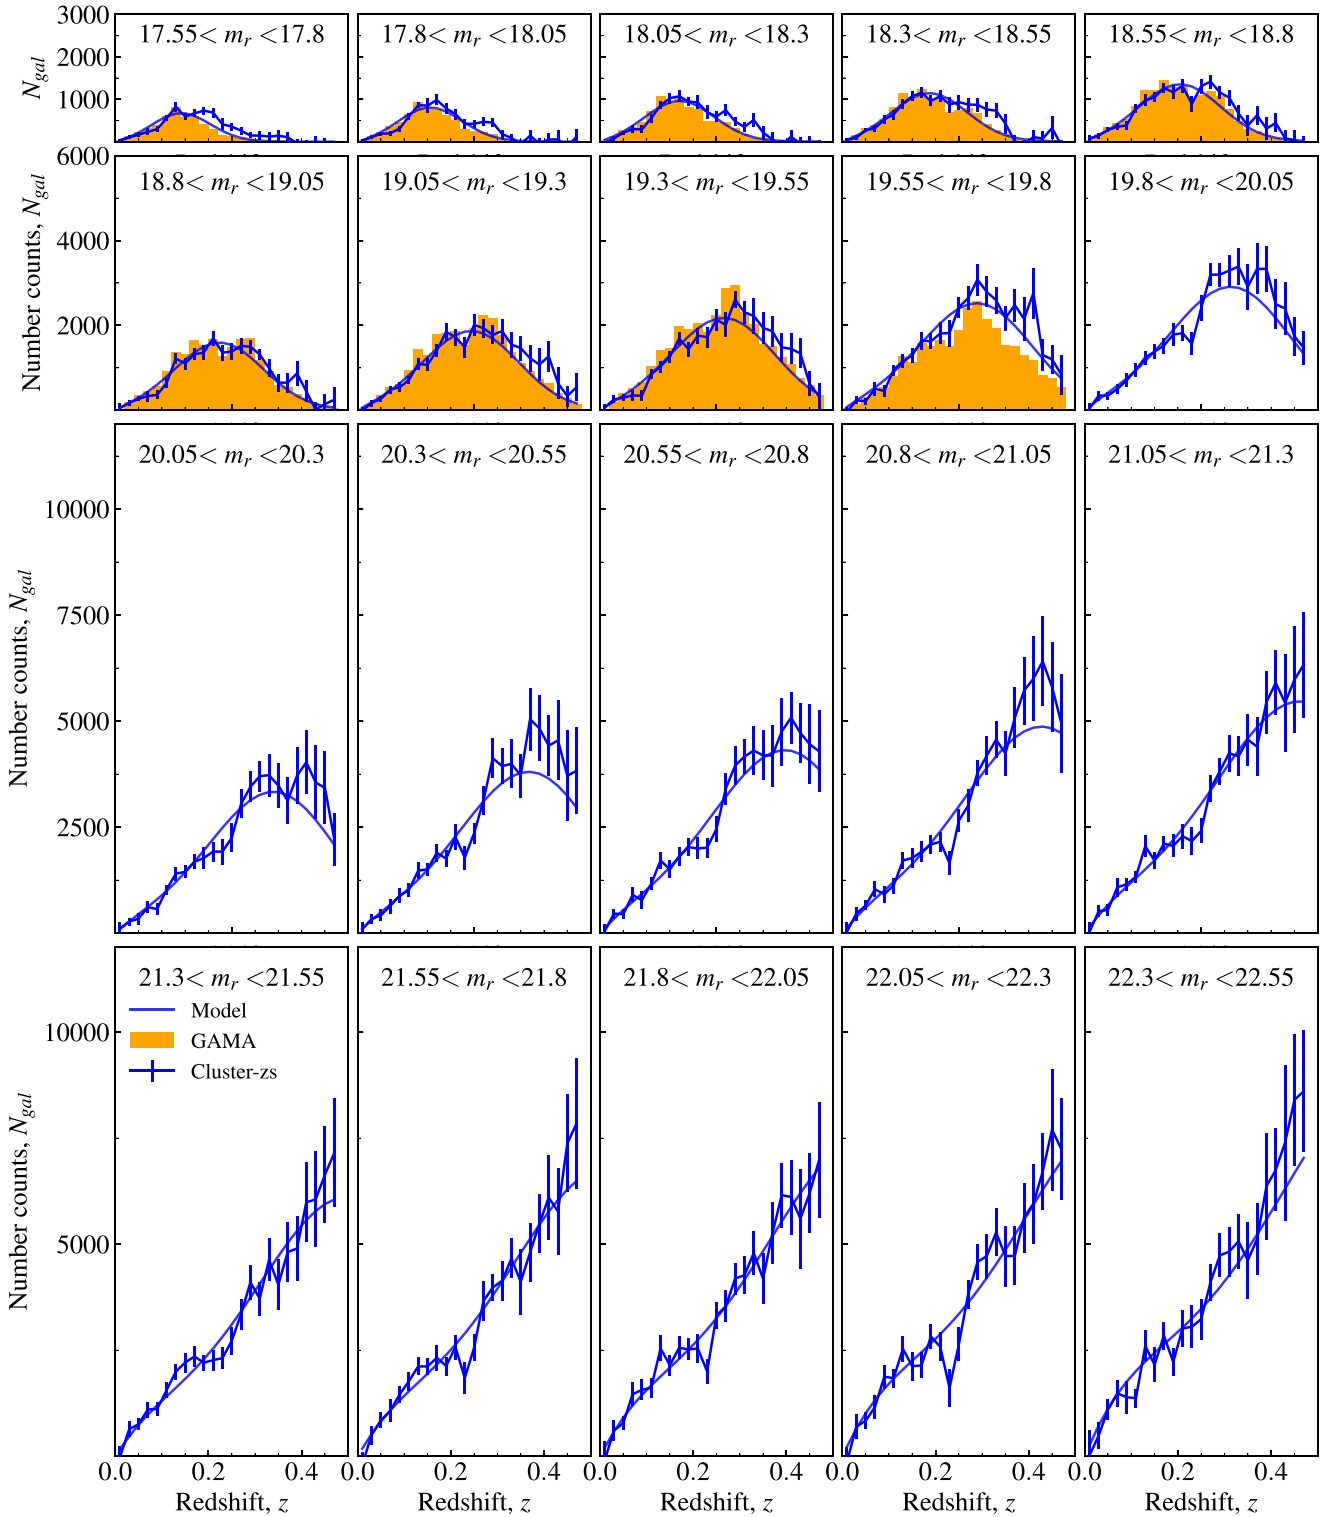 3000
17.55< m_r <17.8
17.8< m_r <18.05
18.05< m_r <18.3
18.3< m_r <18.55
18.55< m_r <18.8
2000
1000
N_gal
6000
18.8< m_r <19.05
19.05< m_r <19.3
19.3< m_r <19.55
19.55< m_r <19.8
19.8< m_r <20.05
4000
2000
Number counts, N_gal
20.05< m_r <20.3
20.3< m_r <20.55
20.55< m_r <20.8
20.8< m_r <21.05
21.05< m_r <21.3
10000
7500
5000
2500
Number counts, N_gal
21.3< m_r <21.55
21.55< m_r <21.8
21.8< m_r <22.05
22.05< m_r <22.3
22.3< m_r <22.55
Model
GAMA
Cluster-zs
10000
5000
Number counts, N_gal
0.0 0.2 0.4 0.0 0.2 0.4 0.0 0.2 0.4 0.0 0.2 0.4 0.0 0.2 0.4
Redshift, z
Redshift, z
Redshift, z
Redshift, z
Redshift, z